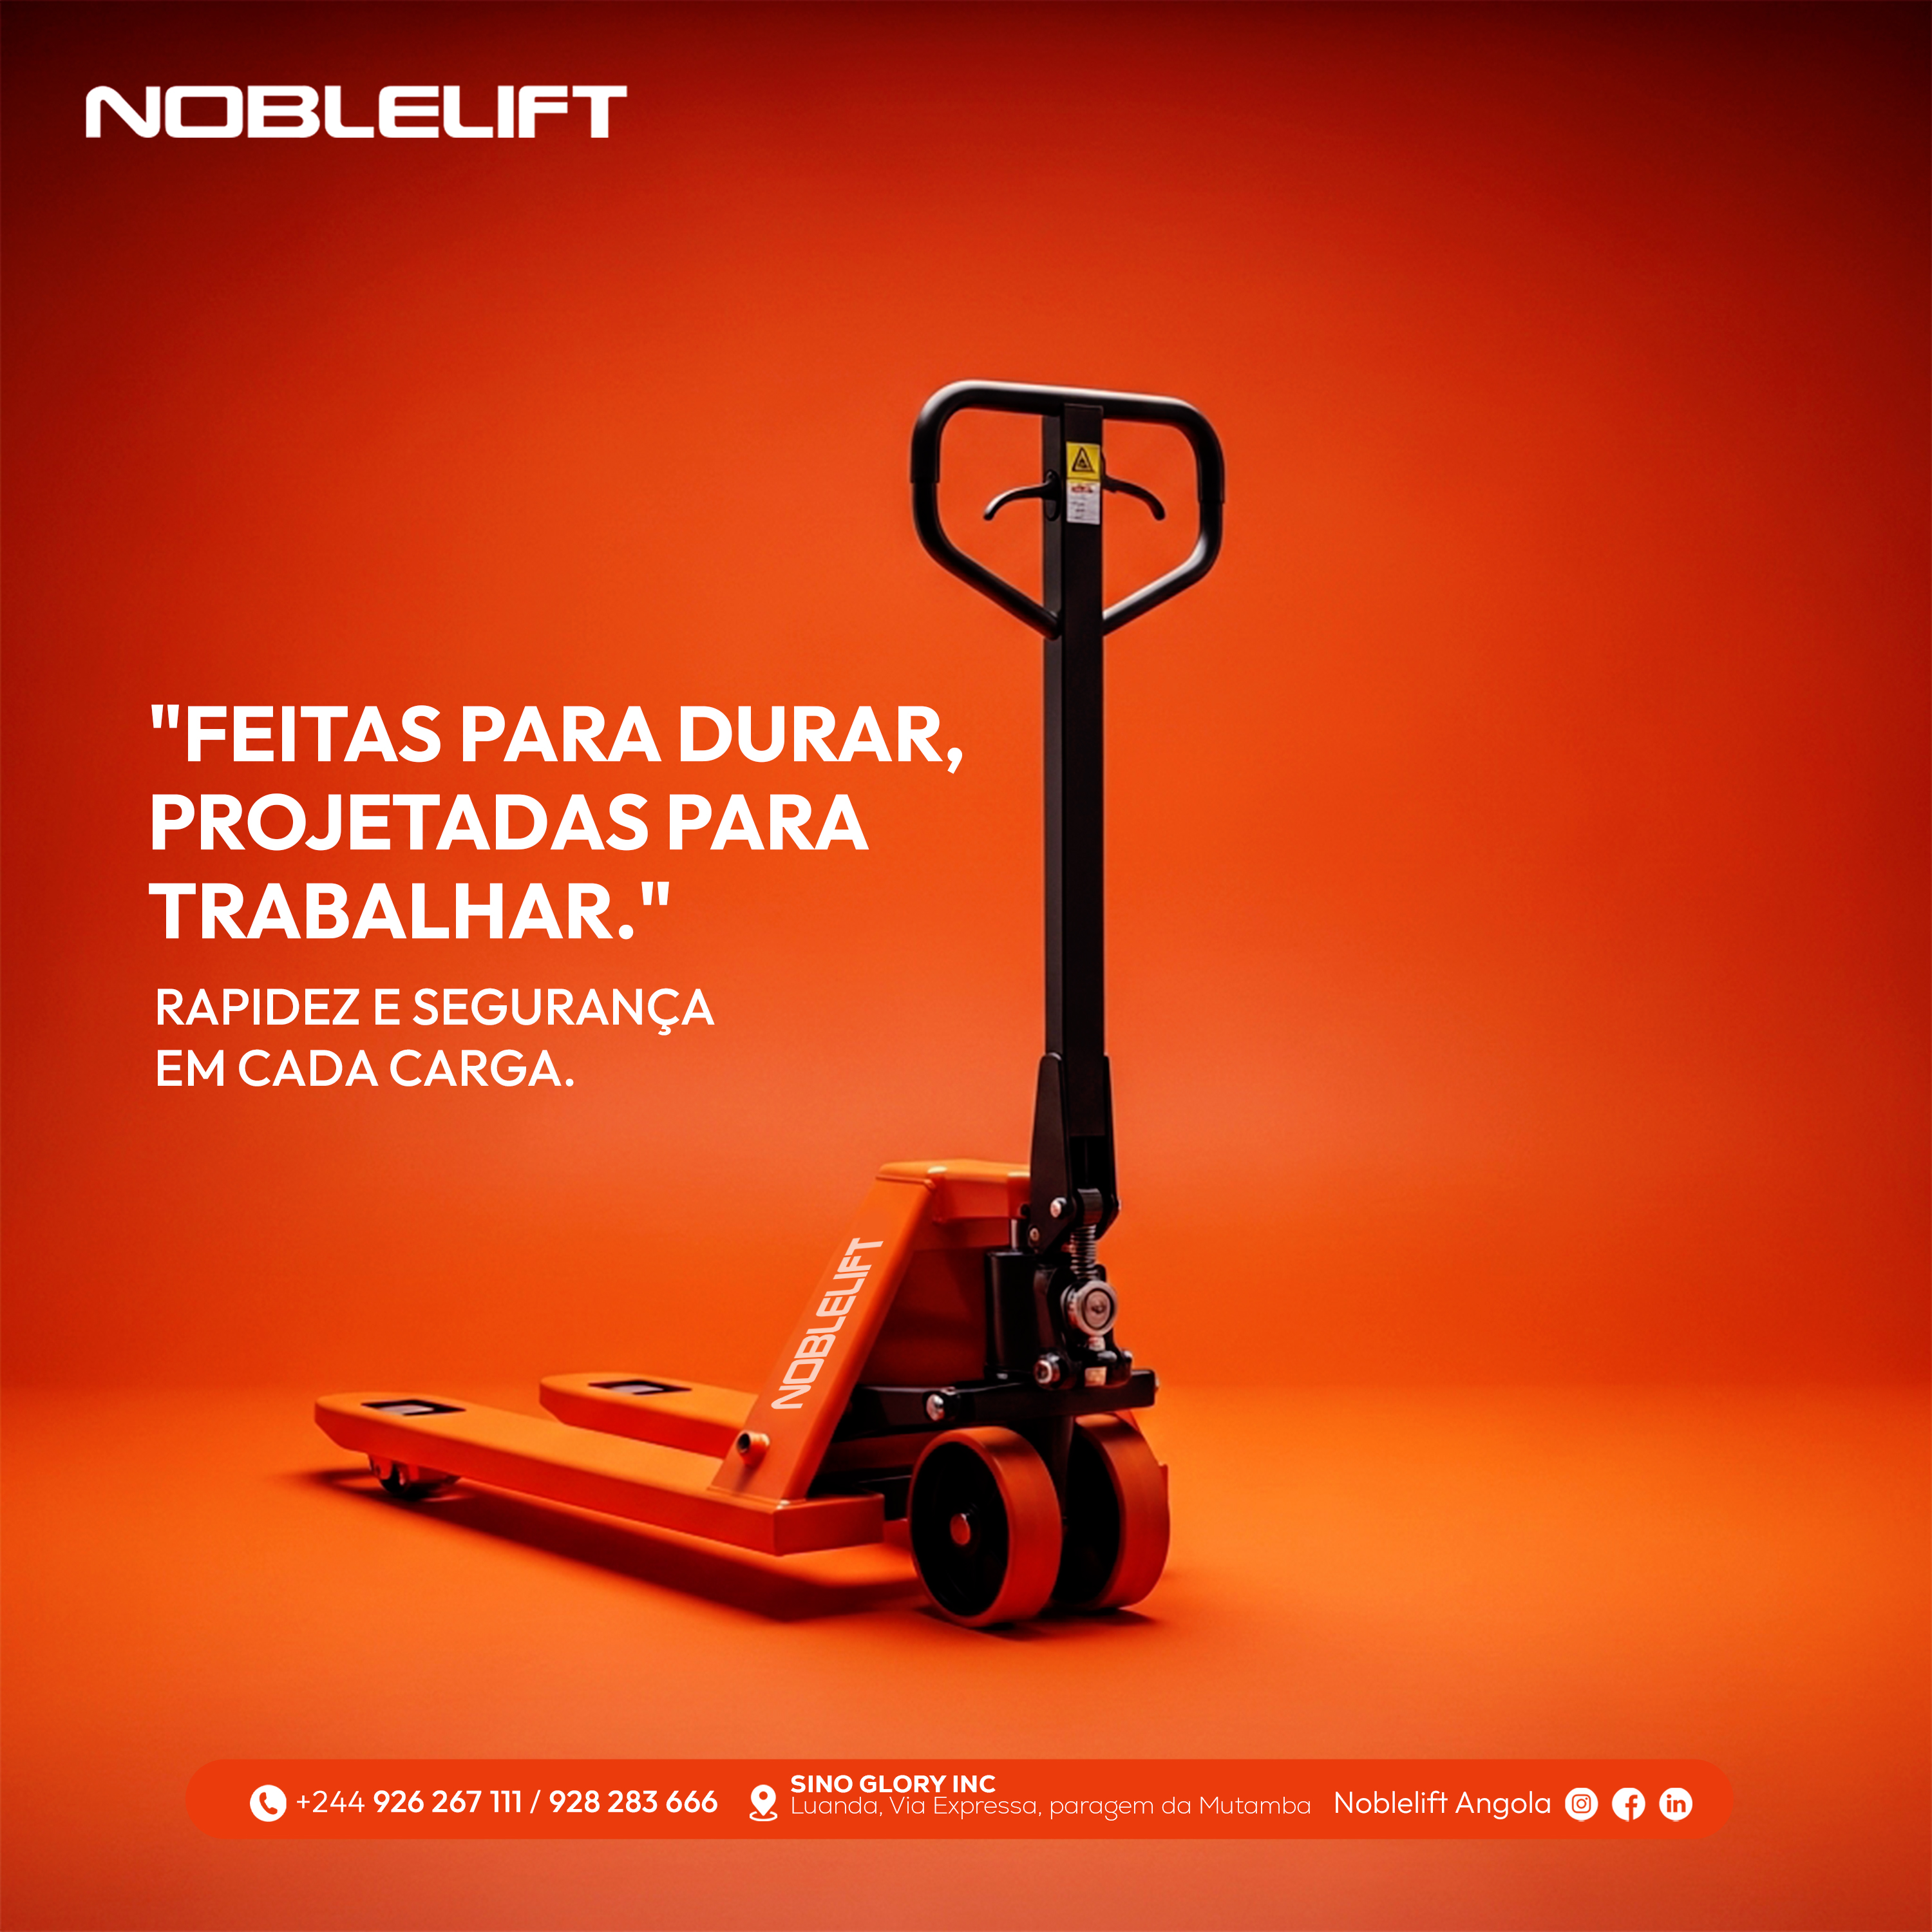 NOBLELIFT
"FEITAS PARA DURAR,
PROJETADAS PARA
TRABALHAR."
RAPIDEZ E SEGURANÇA
EM CADA CARGA.
NOBLELIFT
+244 926 267 111 / 928 283 666
SINO GLORY INC
Luanda, Via Expressa, paragem da Mutamba
Noblelift Angola